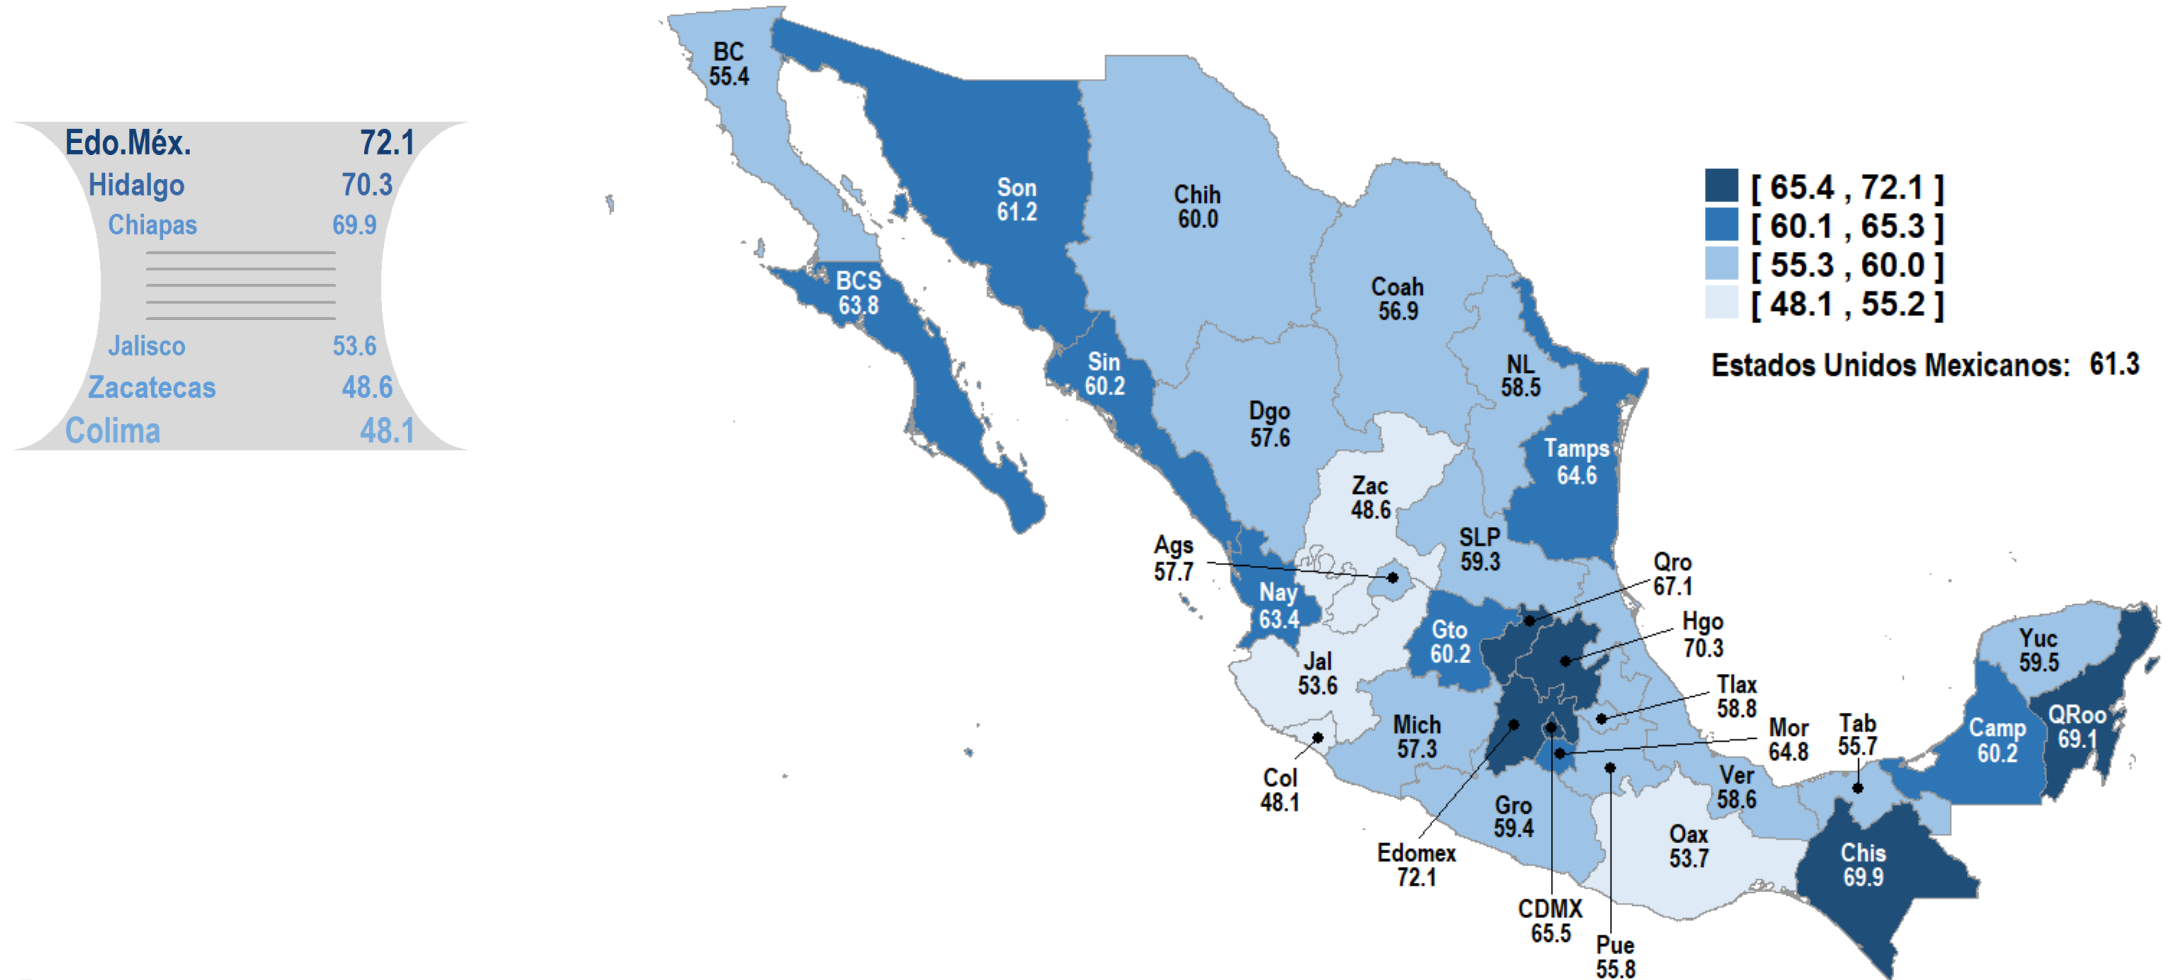 Edo.Méx. 72.1
Hidalgo 70.3
Chiapas 69.9
Jalisco 53.6
Zacatecas 48.6
Colima 48.1
BC
55.4
Son
61.2
Chih
60.0
BCS
63.8
Coah
56.9
Sin
60.2
NL
58.5
Dgo
57.6
Tamps
64.6
Zac
48.6
SLP
59.3
Ags
57.7
Nay
63.4
Gto
60.2
Qro
67.1
Hgo
70.3
Jal
53.6
Tlax
58.8
Mich
57.3
Mor
64.8
Tab
55.7
Yuc
59.5
QRoo
69.1
Camp
60.2
Col
48.1
Ver
58.6
Gro
59.4
Oax
53.7
Edomex
72.1
Chis
69.9
CDMX
65.5
Pue
55.8
[ 65.4 , 72.1 ]
[ 60.1 , 65.3 ]
[ 55.3 , 60.0 ]
[ 48.1 , 55.2 ]
Estados Unidos Mexicanos: 61.3